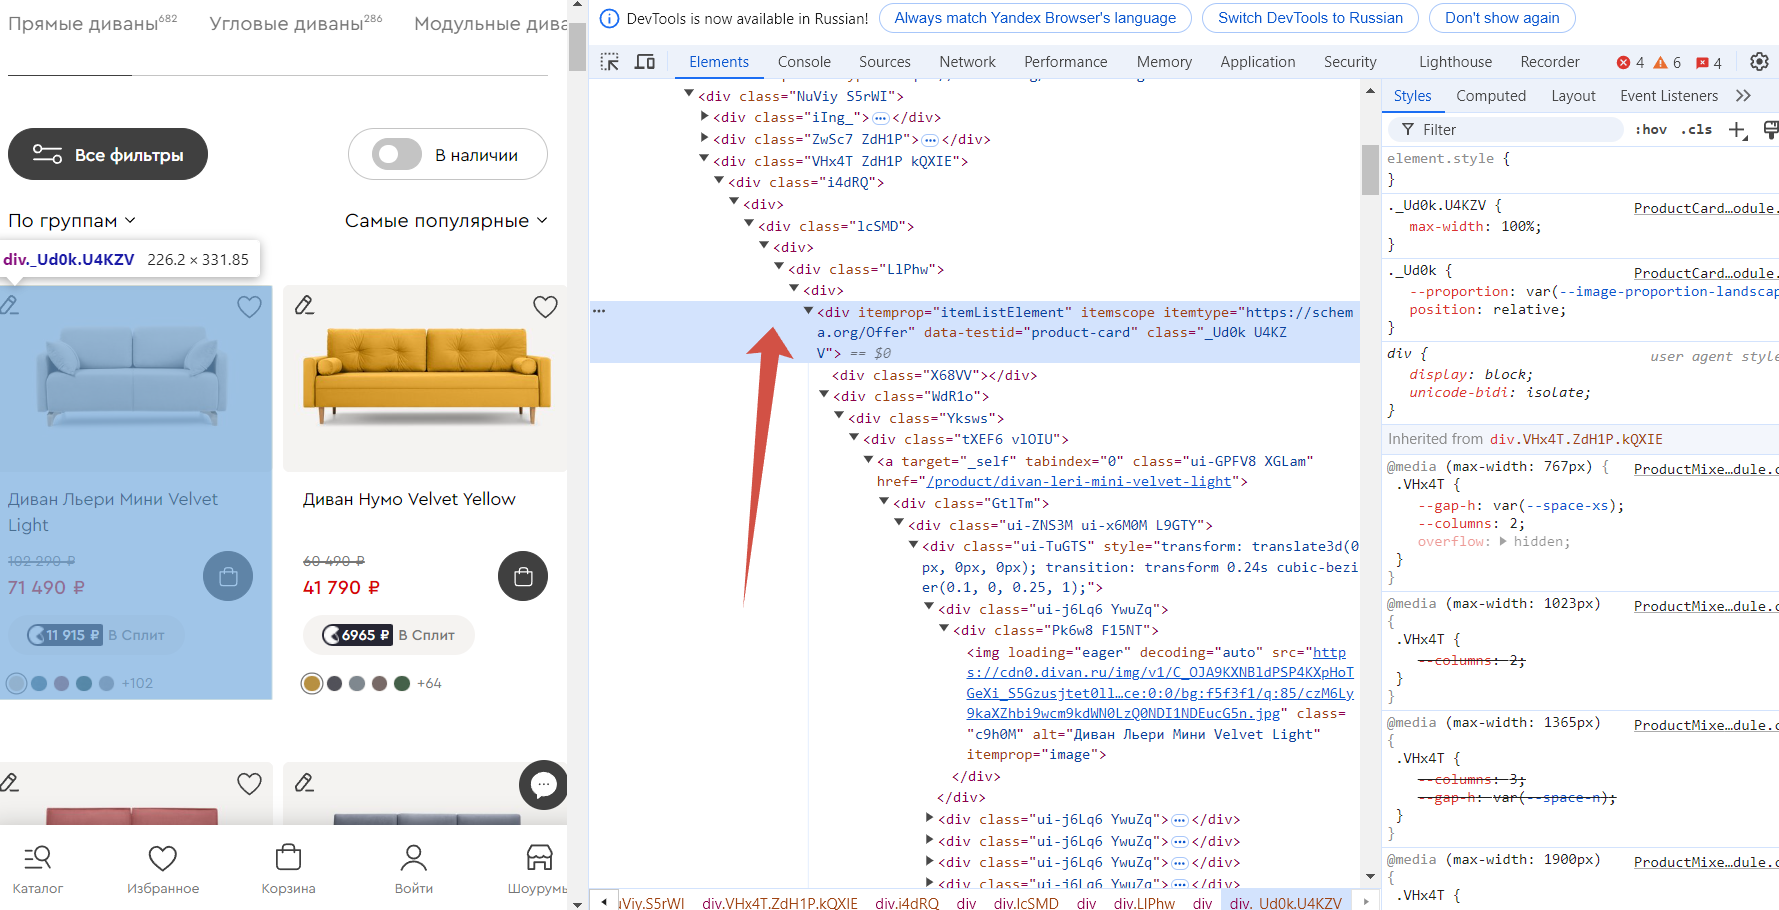 Прямые диваны682 Угловые диваны286 Модульные дива
Все фильтры
В наличии
По группам
Самые популярные
div._Ud0k.U4KZV 226.2 × 331.85
Диван Льери Мини Velvet
Light
102 290 ₽
71 490 ₽
11 915 ₽ В Сплит
+102
Диван Нумо Velvet Yellow
60 490 ₽
41 790 ₽
6965 ₽ В Сплит
+64
Каталог
Избранное
Корзина
Войти
Шоурумы
DevTools is now available in Russian! Always match Yandex Browser's language Switch DevTools to Russian Don't show again
Elements Console Sources Network Performance Memory Application Security Lighthouse Recorder 4 6 4
<div class="NuViy S5rWI">
<div class="iIng_"> ⋯ </div>
<div class="ZwSc7 ZdH1P"> ⋯ </div>
<div class="VHx4T ZdH1P kQXIE">
<div class="i4dRQ">
<div>
<div class="lcSMD">
<div>
<div class="LlPhw">
<div>
<div itemprop="itemListElement" itemscope itemtype="https://schem
a.org/Offer" data-testid="product-card" class="_Ud0k U4KZ
V"> == $0
<div class="X68VV"></div>
<div class="WdR1o">
<div class="Yksws">
<div class="tXEF6 vlOIU">
<a target="_self" tabindex="0" class="ui-GPFV8 XGLam"
href="/product/divan-leri-mini-velvet-light">
<div class="GtlTm">
<div class="ui-ZNS3M ui-x6M0M L9GTY">
<div class="ui-TuGTS" style="transform: translate3d(0
px, 0px, 0px); transition: transform 0.24s cubic-bezi
er(0.1, 0, 0.25, 1);">
<div class="ui-j6Lq6 YwuZq">
<div class="Pk6w8 F15NT">
<img loading="eager" decoding="auto" src="http
s://cdn0.divan.ru/img/v1/C_OJA9KXNBldPSP4KXpHoT
GeXi_S5Gzusjtet0ll…ce:0:0/bg:f5f3f1/q:85/czM6Ly
9kaXZhbi9wcm9kdWN0LzQ0NDI1NDEucG5n.jpg" class=
"c9h0M" alt="Диван Льери Мини Velvet Light"
itemprop="image">
</div>
</div>
<div class="ui-j6Lq6 YwuZq"> ⋯ </div>
<div class="ui-j6Lq6 YwuZq"> ⋯ </div>
<div class="ui-j6Lq6 YwuZq"> ⋯ </div>
<div class="ui-j6Lq6 YwuZq"> ⋯ </div>
uViy.S5rWI div.VHx4T.ZdH1P.kQXIE div.i4dRQ div div.lcSMD div div.LlPhw div div._Ud0k.U4KZV
Styles Computed Layout Event Listeners
Filter :hov .cls
element.style {
}
._Ud0k.U4KZV { ProductCard…odule.
max-width: 100%;
}
._Ud0k { ProductCard…odule.
--proportion: var(--image-proportion-landscap
position: relative;
}
div { user agent style
display: block;
unicode-bidi: isolate;
}
Inherited from div.VHx4T.ZdH1P.kQXIE
@media (max-width: 767px) { ProductMixe…dule.c
.VHx4T {
--gap-h: var(--space-xs);
--columns: 2;
overflow: hidden;
}
}
@media (max-width: 1023px) ProductMixe…dule.c
{
.VHx4T {
--columns: 2;
}
}
@media (max-width: 1365px) ProductMixe…dule.c
{
.VHx4T {
--columns: 3;
--gap-h: var(--space-n);
}
}
@media (max-width: 1900px) ProductMixe…dule.c
{
.VHx4T {